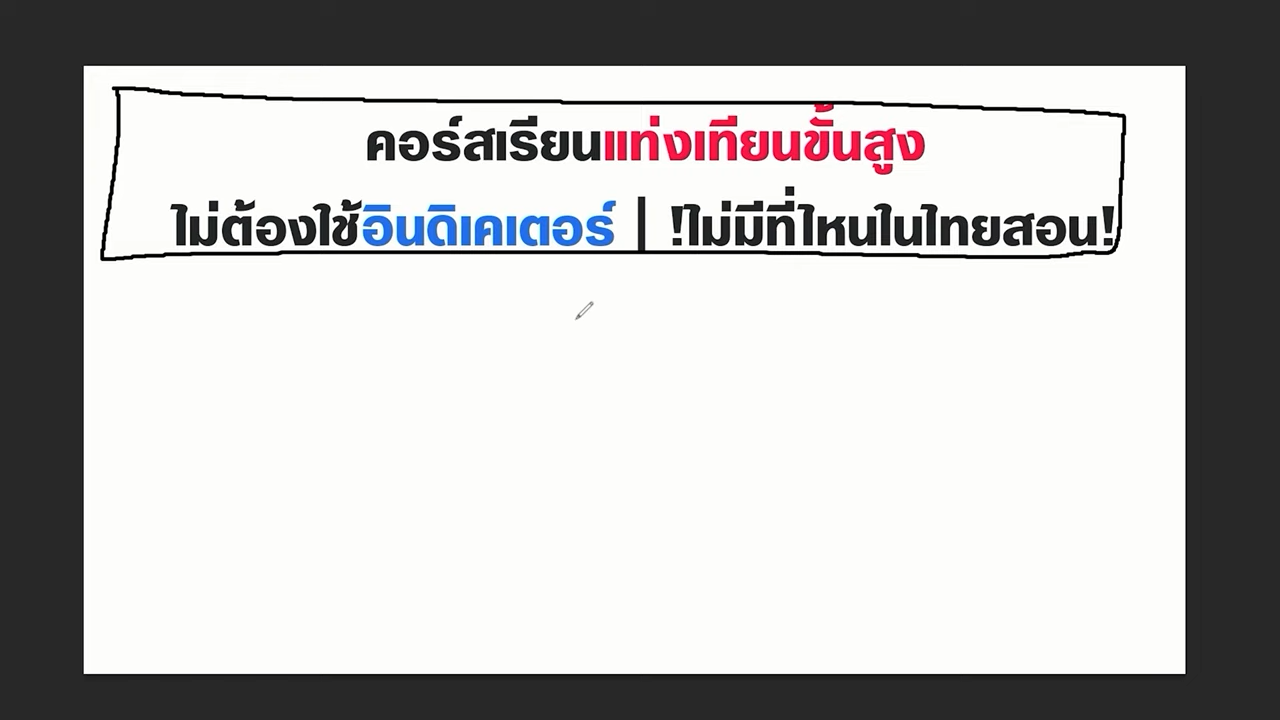 คอร์สเรียนแท่งเทียนขั้นสูง
ไม่ต้องใช้อินดิเคเตอร์ | !ไม่มีที่ไหนในไทยสอน!